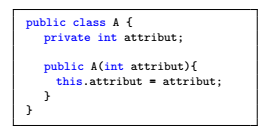 public class A {
private int attribut;
public A(int attribut){
this.attribut = attribut;
}
}